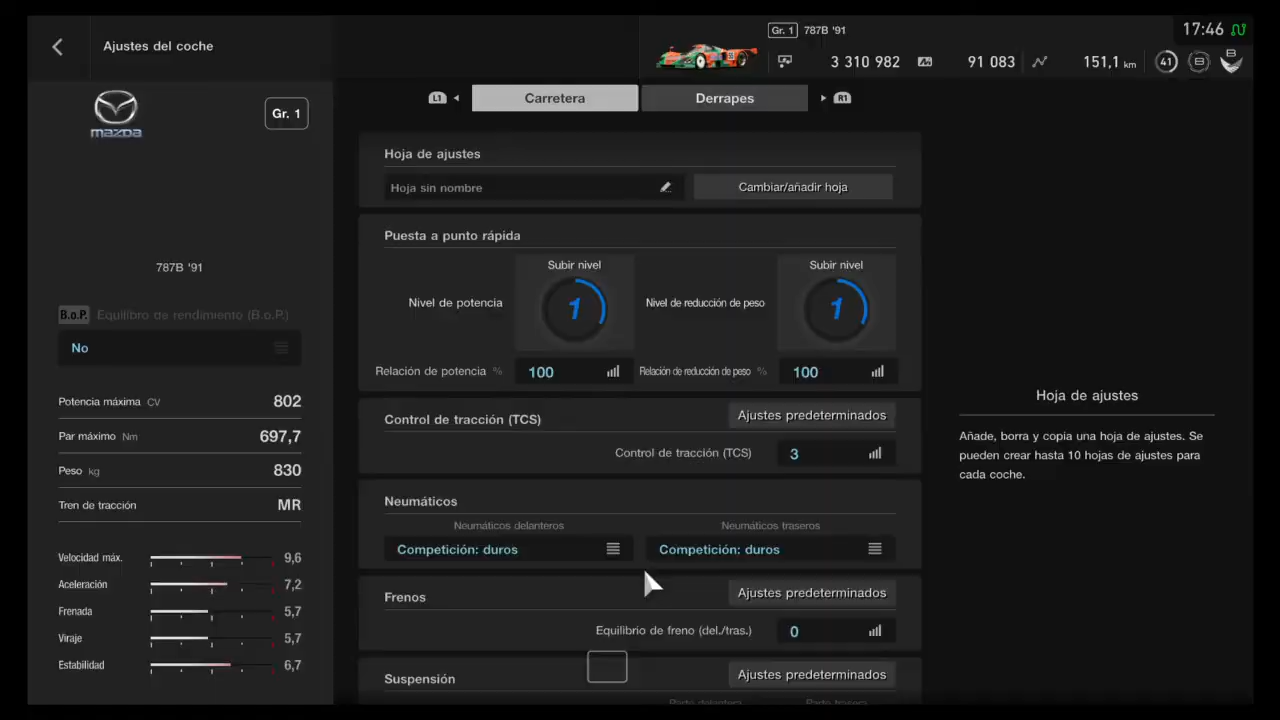 Ajustes del coche
Gr. 1 787B '91
17:46
3 310 982
91 083
151,1 km
41
B
B
L1 Carretera Derrapes R1
mazda
Gr. 1
787B '91
B.o.P. Equilibro de rendimiento (B.o.P.)
No
Potencia máxima CV 802
Par máximo Nm 697,7
Peso kg 830
Tren de tracción MR
Velocidad máx. 9,6
Aceleración 7,2
Frenada 5,7
Viraje 5,7
Estabilidad 6,7
Hoja de ajustes
Hoja sin nombre Cambiar/añadir hoja
Puesta a punto rápida
Subir nivel Subir nivel
Nivel de potencia 1 Nivel de reducción de peso 1
Relación de potencia % 100 Relación de reducción de peso % 100
Control de tracción (TCS) Ajustes predeterminados
Control de tracción (TCS) 3
Neumáticos
Neumáticos delanteros Neumáticos traseros
Competición: duros Competición: duros
Frenos Ajustes predeterminados
Equilibrio de freno (del./tras.) 0
Suspensión Ajustes predeterminados
Parte delantera Parte trasera
Hoja de ajustes
Añade, borra y copia una hoja de ajustes. Se
pueden crear hasta 10 hojas de ajustes para
cada coche.